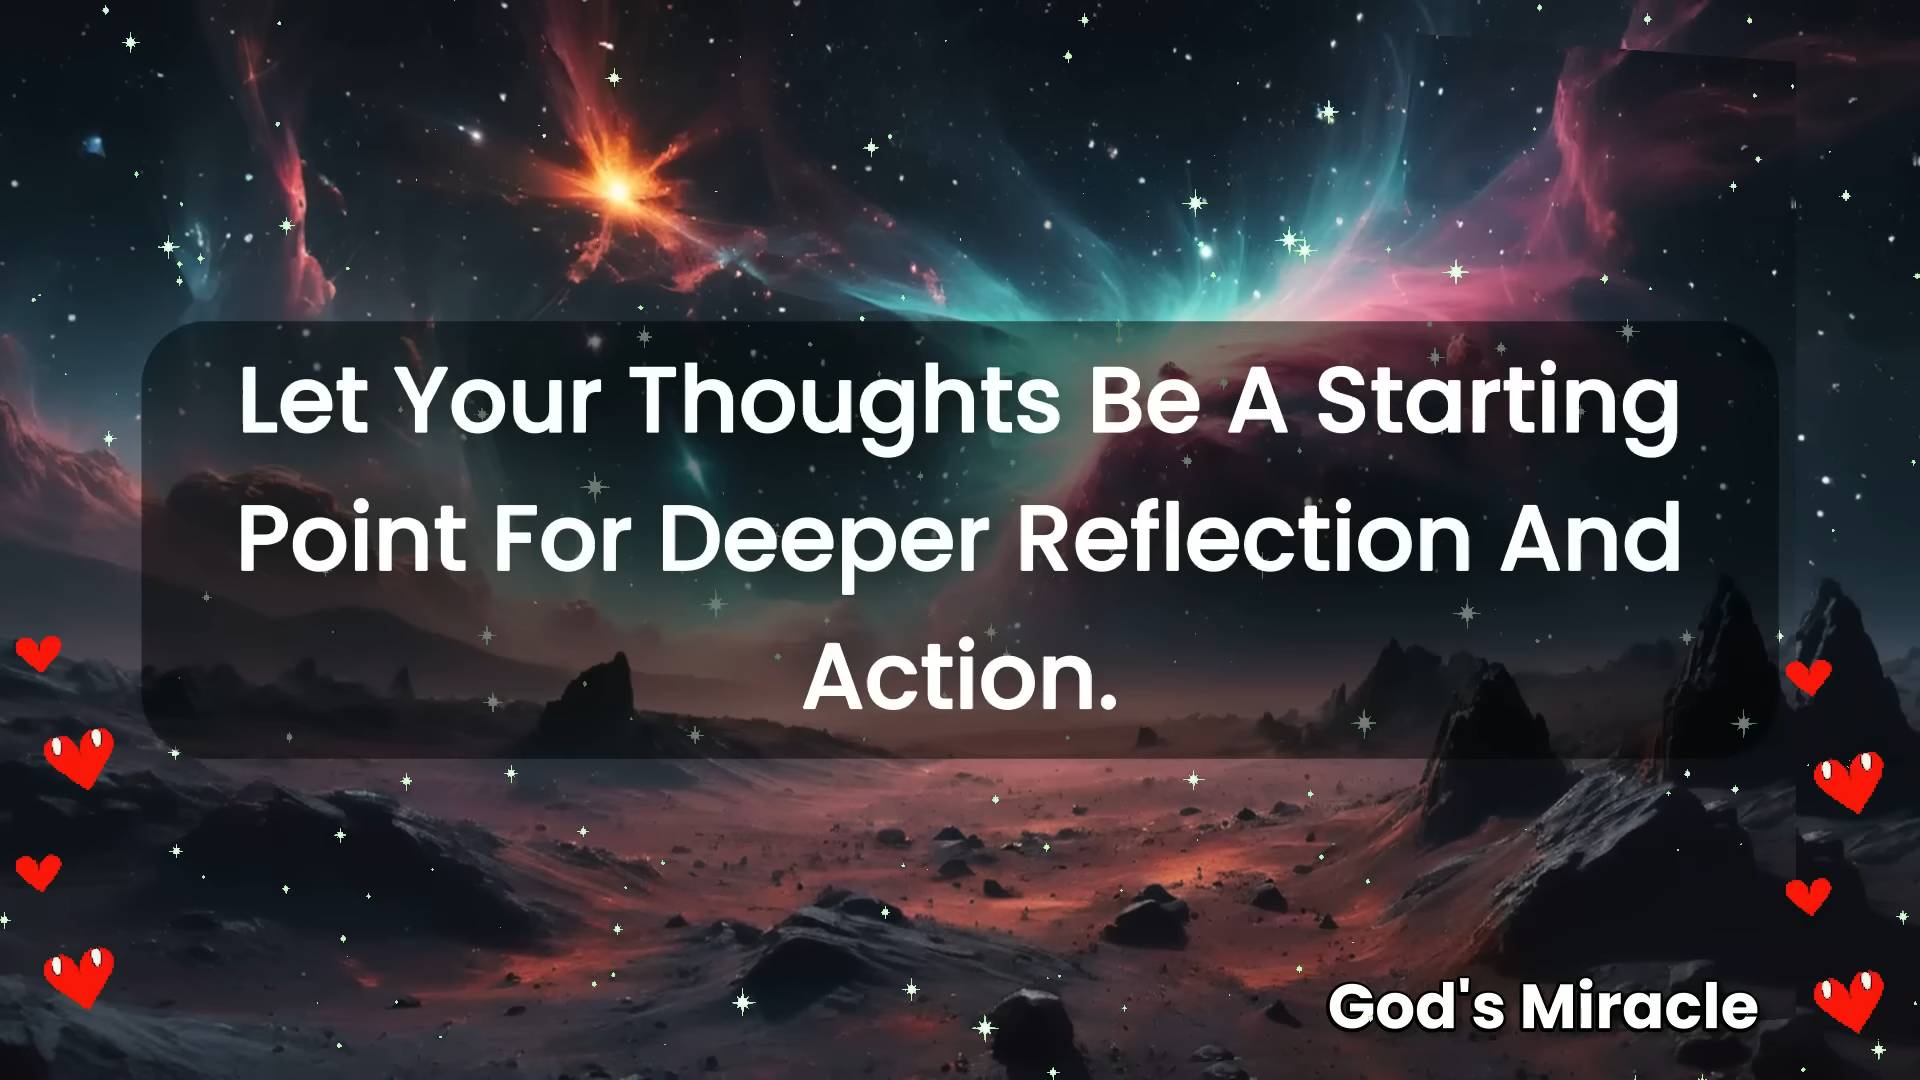 Let Your Thoughts Be A Starting
Point For Deeper Reflection And
Action.
God's Miracle